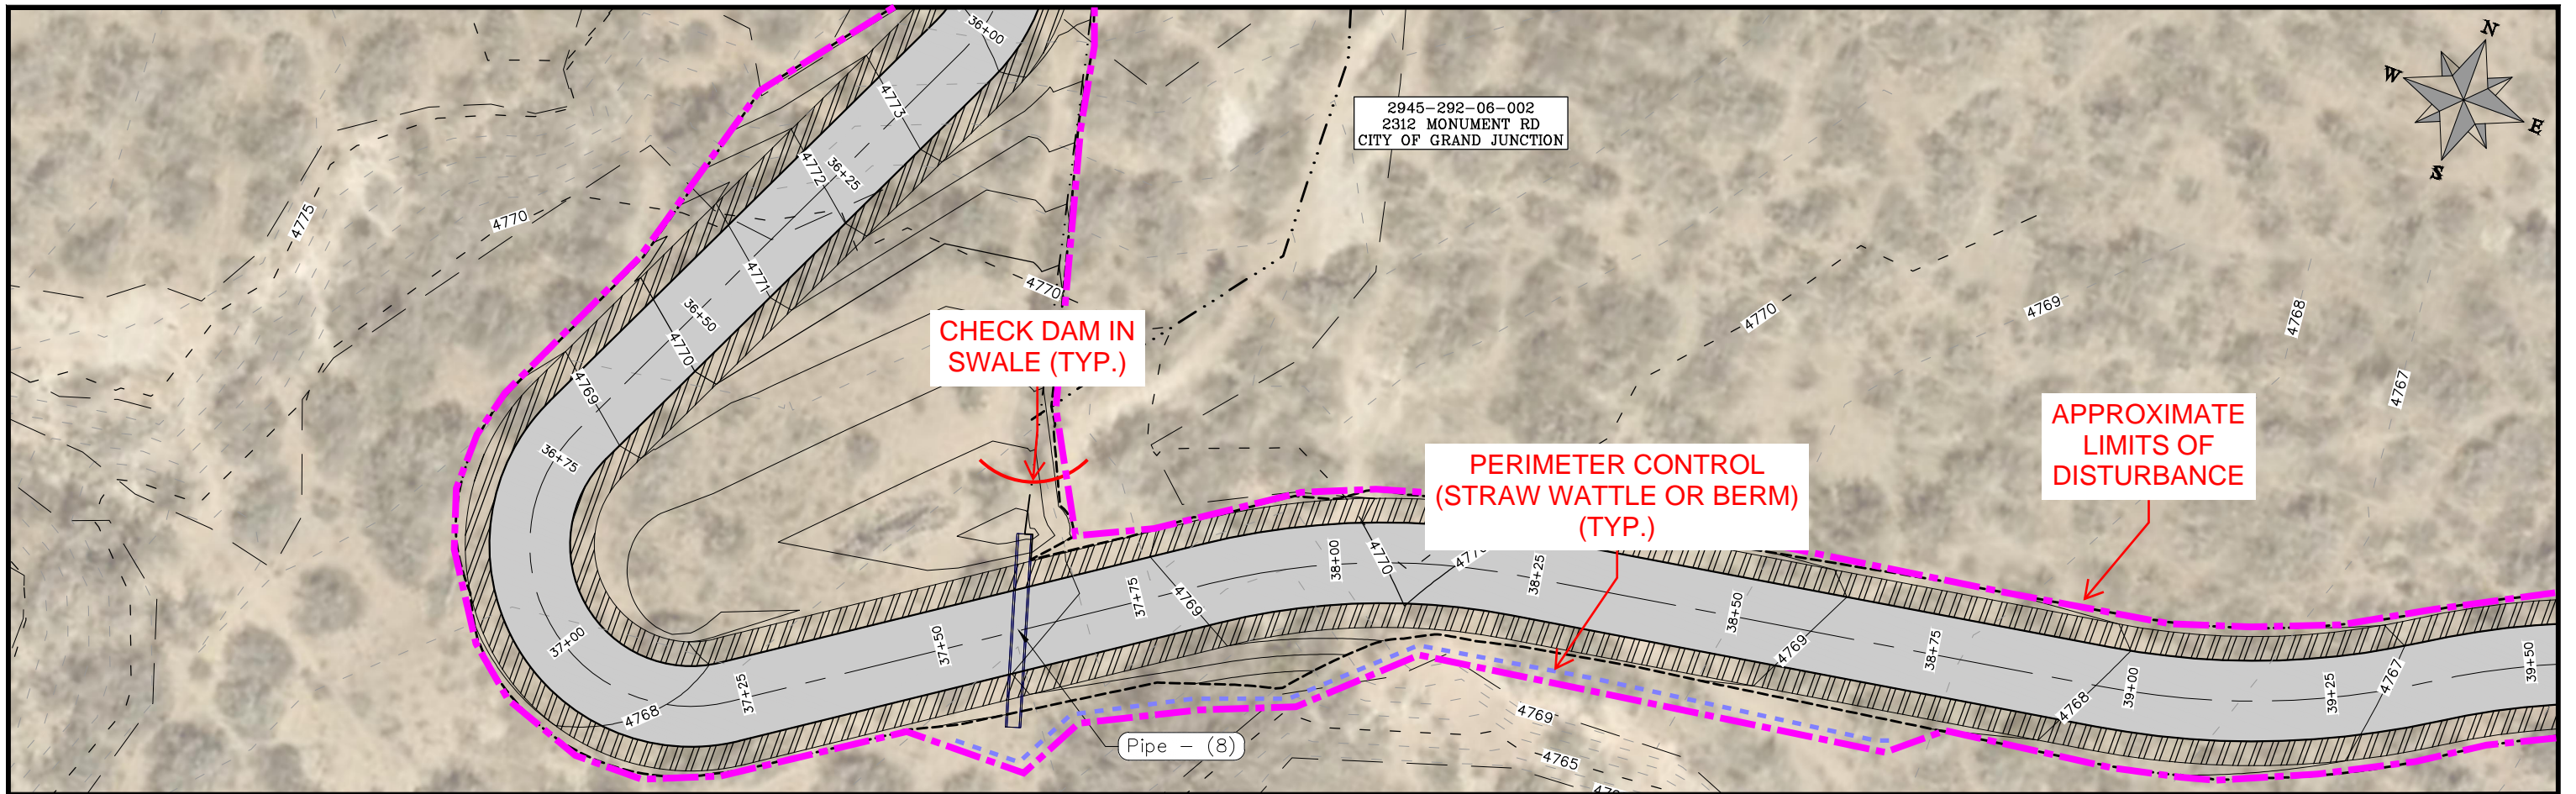 36+00
N
W
E
S
4773
2945-292-06-002
2312 MONUMENT RD
CITY OF GRAND JUNCTION
4772
36+25
4775
4770
4771
4770
36+50
4770
4769
4768
4770
CHECK DAM IN
SWALE (TYP.)
4770
4769
4767
36+75
APPROXIMATE
LIMITS OF
DISTURBANCE
PERIMETER CONTROL
(STRAW WATTLE OR BERM)
(TYP.)
38+00
4770
38+25
37+75
4769
38+50
37+00
37+50
4769
38+75
37+25
4768
39+00
4768
39+25
4767
39+50
4769
Pipe - (8)
4765